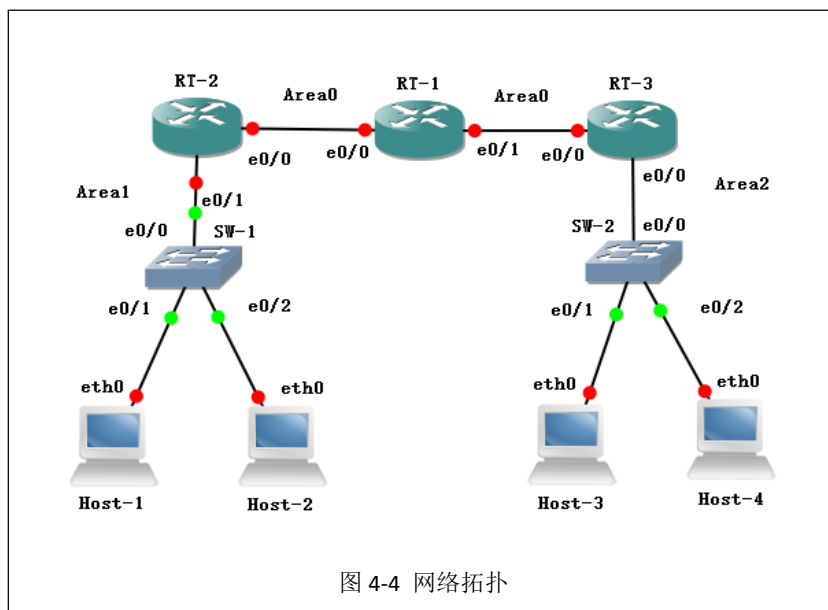 RT-2
Area0
RT-1
Area0
RT-3
e0/0
e0/0
e0/1
e0/0
e0/0
Area1
e0/1
Area2
e0/0
SW-1
SW-2
e0/0
e0/1
e0/2
e0/1
e0/2
eth0
eth0
eth0
eth0
Host-1
Host-2
Host-3
Host-4
图 4-4 网络拓扑